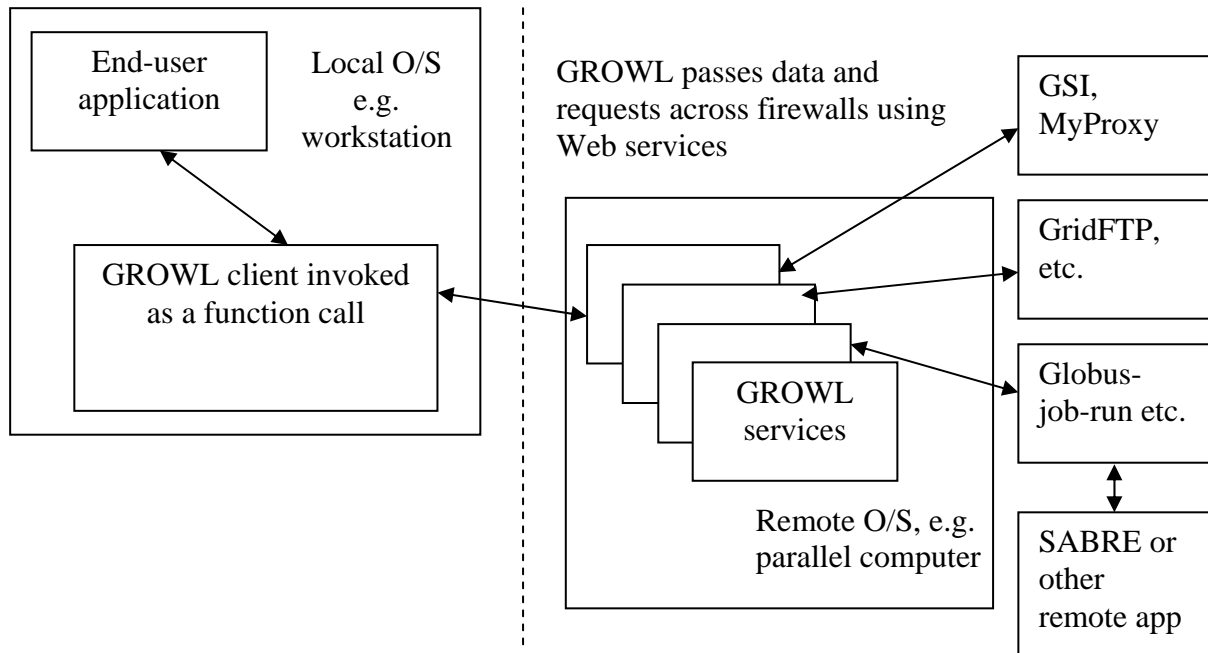 End-user
application
Local O/S
e.g.
workstation
GROWL client invoked
as a function call
GROWL passes data and
requests across firewalls using
Web services
GROWL
services
Remote O/S, e.g.
parallel computer
GSI,
MyProxy
GridFTP,
etc.
Globus-
job-run etc.
SABRE or
other
remote app